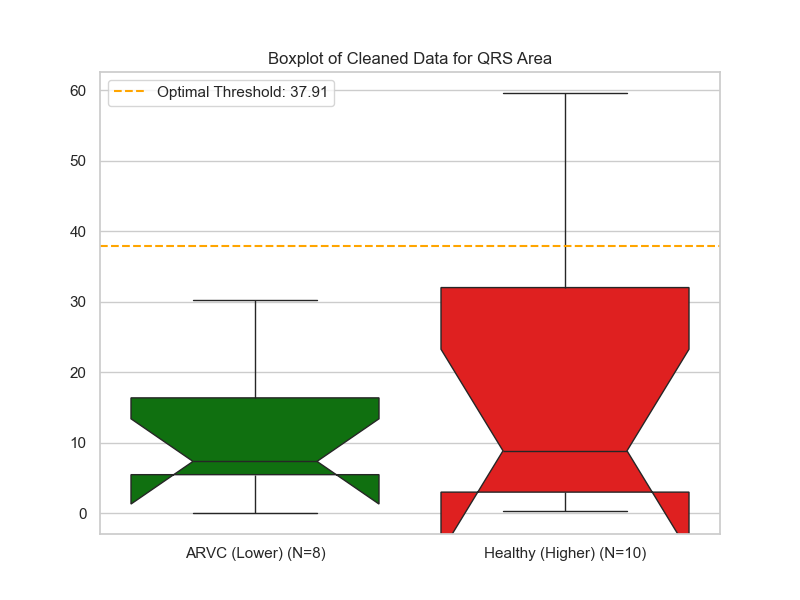 Boxplot of Cleaned Data for QRS Area
Optimal Threshold: 37.91
60
50
40
30
20
10
0
ARVC (Lower) (N=8)
Healthy (Higher) (N=10)